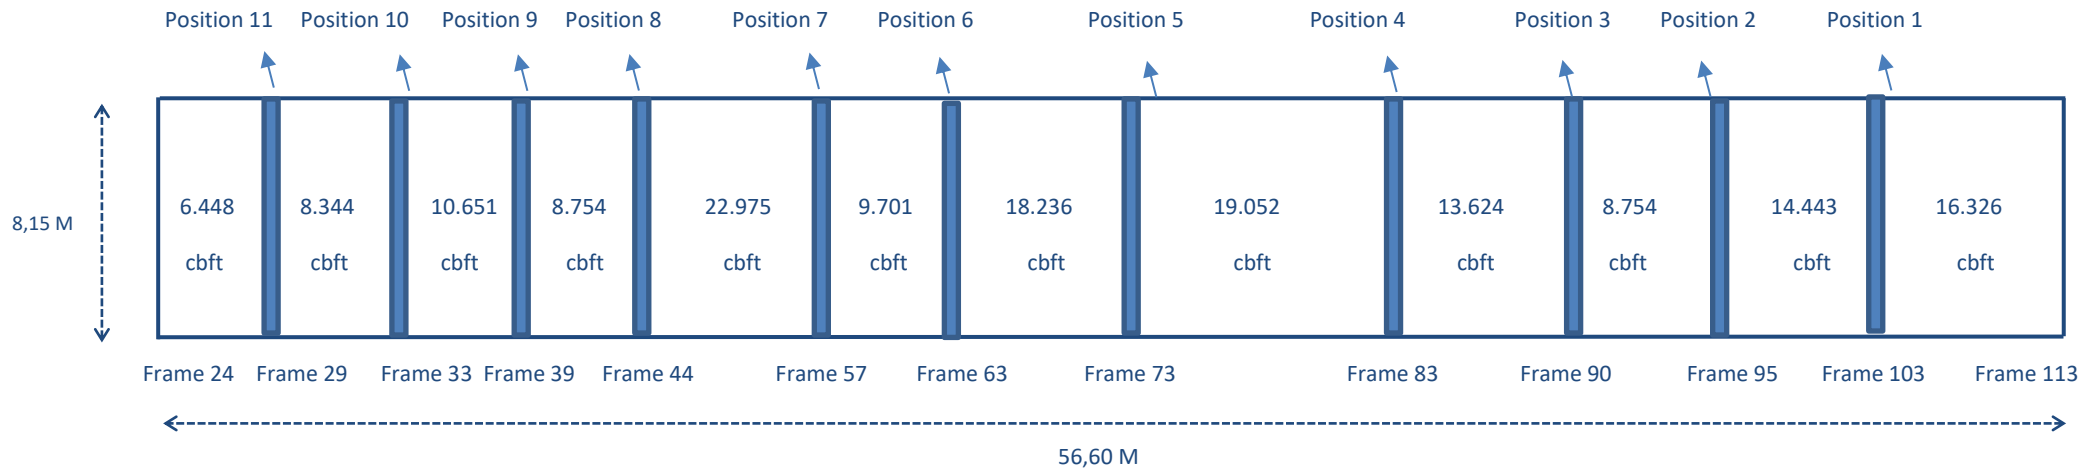 Position 11 Position 10 Position 9 Position 8 Position 7 Position 6 Position 5 Position 4 Position 3 Position 2 Position 1
6.448 8.344 10.651 8.754 22.975 9.701 18.236 19.052 13.624 8.754 14.443 16.326
8,15 M
cbft cbft cbft cbft cbft cbft cbft cbft cbft cbft cbft cbft
Frame 24 Frame 29 Frame 33 Frame 39 Frame 44 Frame 57 Frame 63 Frame 73 Frame 83 Frame 90 Frame 95 Frame 103 Frame 113
56,60 M